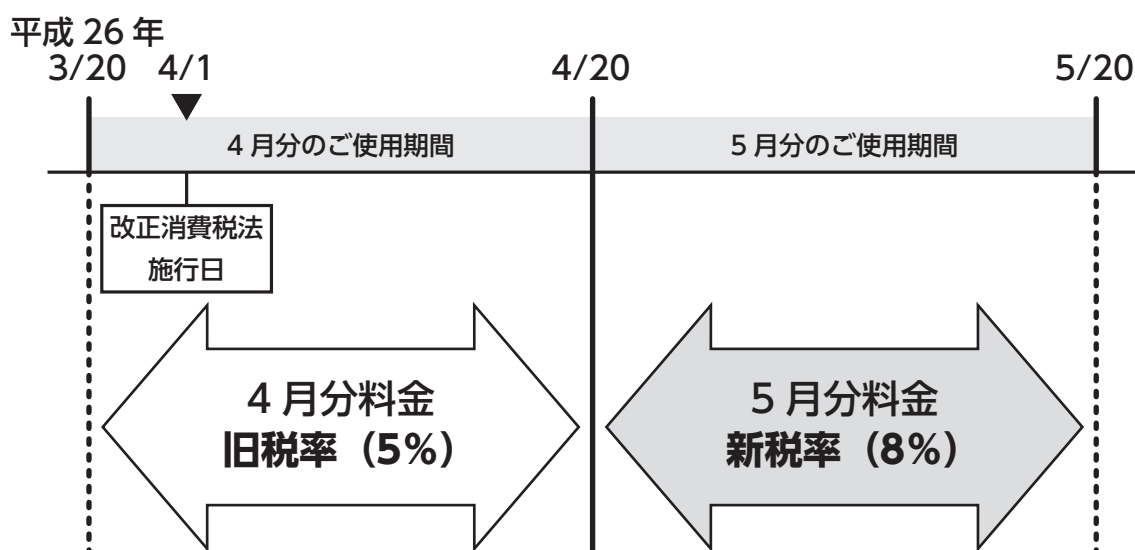 平成 26 年
3/20 4/1 4/20 5/20
4 月分のご使用期間 5 月分のご使用期間
改正消費税法
施行日
4 月分料金
旧税率（5%）
5 月分料金
新税率（8%）